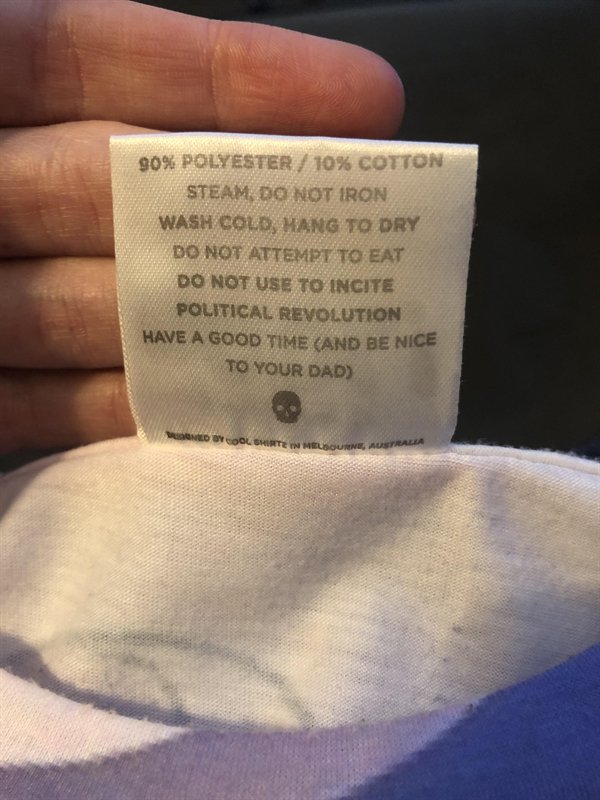 90% POLYESTER / 10% COTTON
STEAM, DO NOT IRON
WASH COLD, HANG TO DRY
DO NOT ATTEMPT TO EAT
DO NOT USE TO INCITE
POLITICAL REVOLUTION
HAVE A GOOD TIME (AND BE NICE
TO YOUR DAD)
DESIGNED BY COOL SHIRTZ IN MELBOURNE, AUSTRALIA